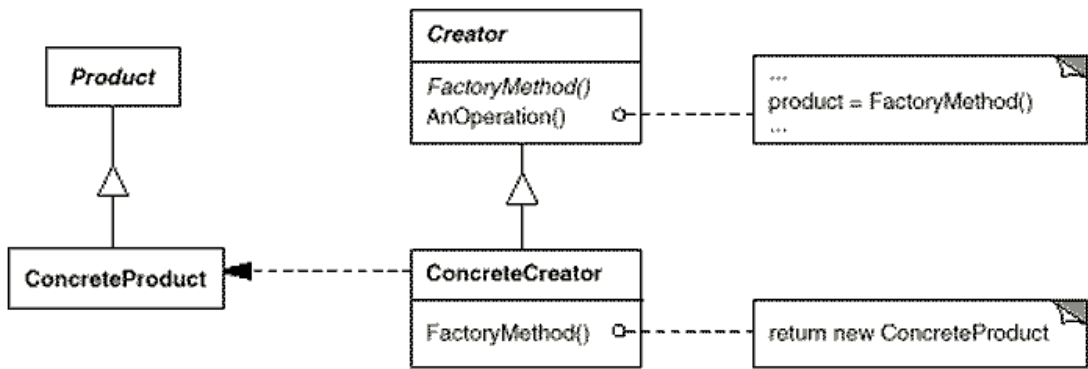 Product
ConcreteProduct
Creator
FactoryMethod()
AnOperation()
...
product = FactoryMethod()
...
ConcreteCreator
FactoryMethod()
return new ConcreteProduct